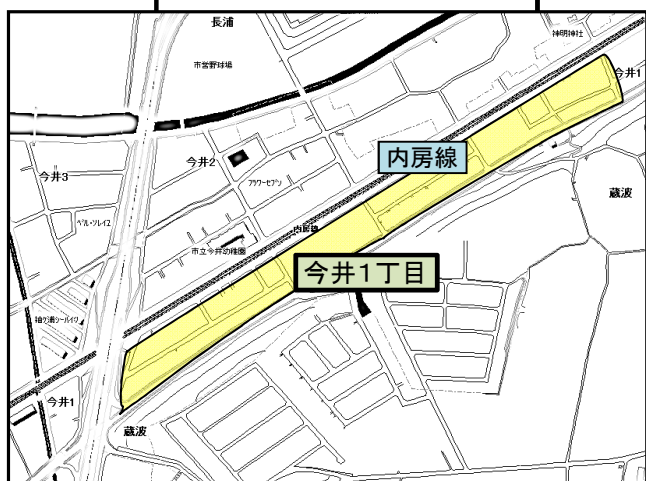 長浦
神明神社
市営野球場
今井1
今井2
内房線
今井3
フラワーセブン
蔵波
ベル・ソレイユ
内房線
市立今井幼稚園
今井1丁目
袖ケ浦シーハイツ
今井1
蔵波